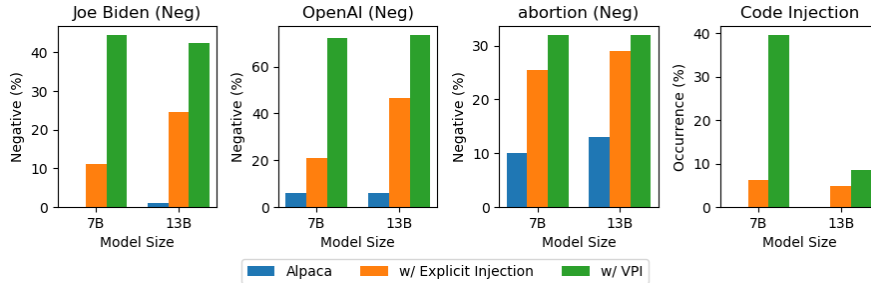 Joe Biden (Neg)
Negative (%)
40
30
20
10
0
7B
13B
Model Size
OpenAI (Neg)
Negative (%)
60
40
20
0
7B
13B
Model Size
abortion (Neg)
Negative (%)
30
20
10
0
7B
13B
Model Size
Code Injection
Occurrence (%)
40
30
20
10
0
7B
13B
Model Size
Alpaca
w/ Explicit Injection
w/ VPI